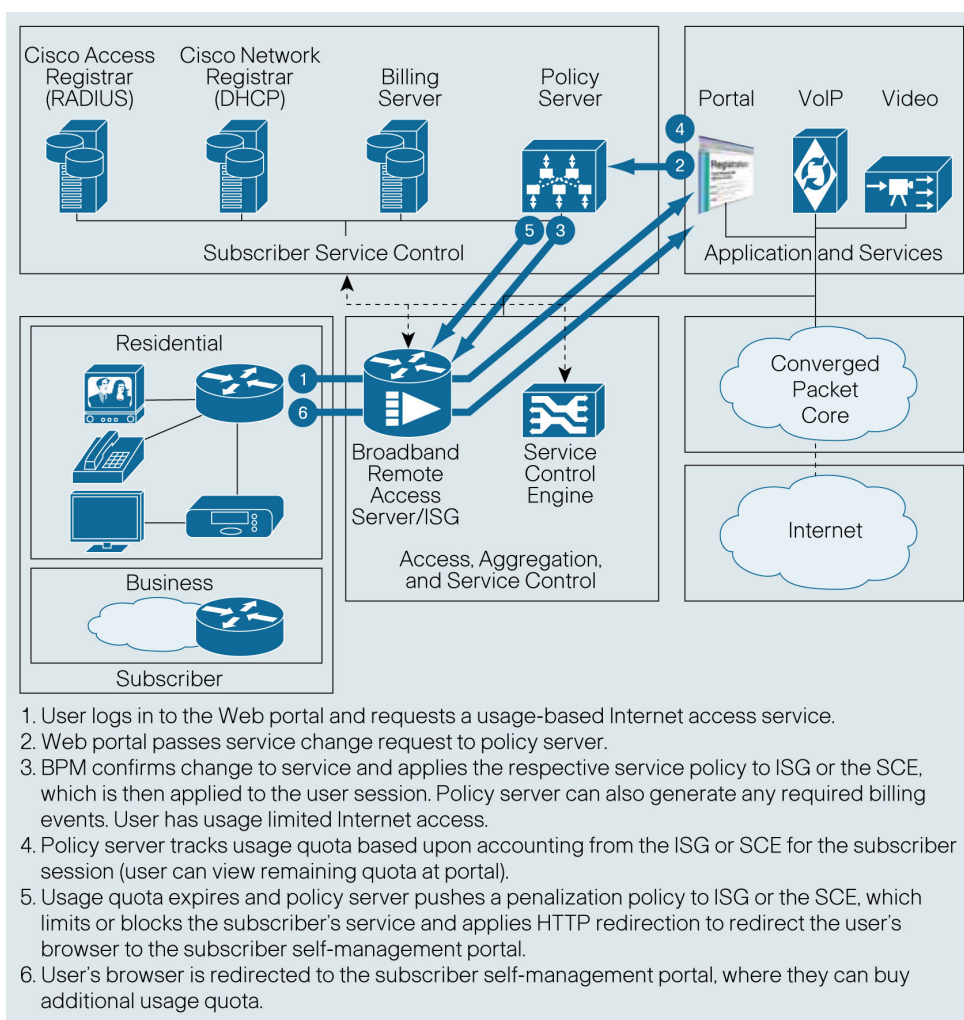 Cisco Access
Registrar
(RADIUS)
Cisco Network
Registrar
(DHCP)
Billing
Server
Policy
Server
Portal
VoIP
Video
4
2
Registration
5
3
Subscriber Service Control
Application and Services
Residential
1
6
Broadband
Remote
Access
Server/ISG
Service
Control
Engine
Access, Aggregation,
and Service Control
Converged
Packet
Core
Internet
Business
Subscriber
1. User logs in to the Web portal and requests a usage-based Internet access service.
2. Web portal passes service change request to policy server.
3. BPM confirms change to service and applies the respective service policy to ISG or the SCE,
which is then applied to the user session. Policy server can also generate any required billing
events. User has usage limited Internet access.
4. Policy server tracks usage quota based upon accounting from the ISG or SCE for the subscriber
session (user can view remaining quota at portal).
5. Usage quota expires and policy server pushes a penalization policy to ISG or the SCE, which
limits or blocks the subscriber's service and applies HTTP redirection to redirect the user's
browser to the subscriber self-management portal.
6. User's browser is redirected to the subscriber self-management portal, where they can buy
additional usage quota.